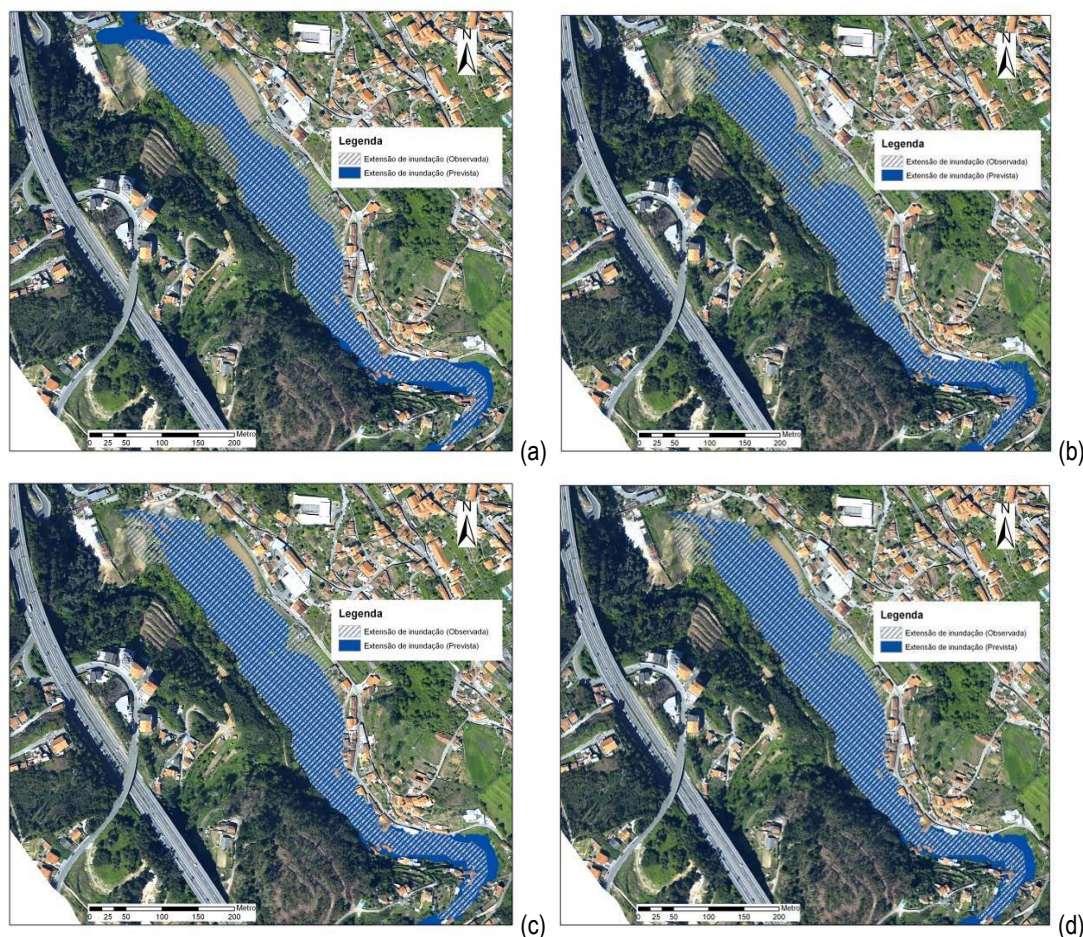 N
Legenda
Extensão de inundação (Observada)
Extensão de inundação (Prevista)
0 25 50 100 150 200 Metro
(a)
N
Legenda
Extensão de inundação (Observada)
Extensão de inundação (Prevista)
0 25 50 100 150 200 Metro
(b)
N
Legenda
Extensão de inundação (Observada)
Extensão de inundação (Prevista)
0 25 50 100 150 200 Metro
(c)
N
Legenda
Extensão de inundação (Observada)
Extensão de inundação (Prevista)
0 25 50 100 150 200 Metro
(d)